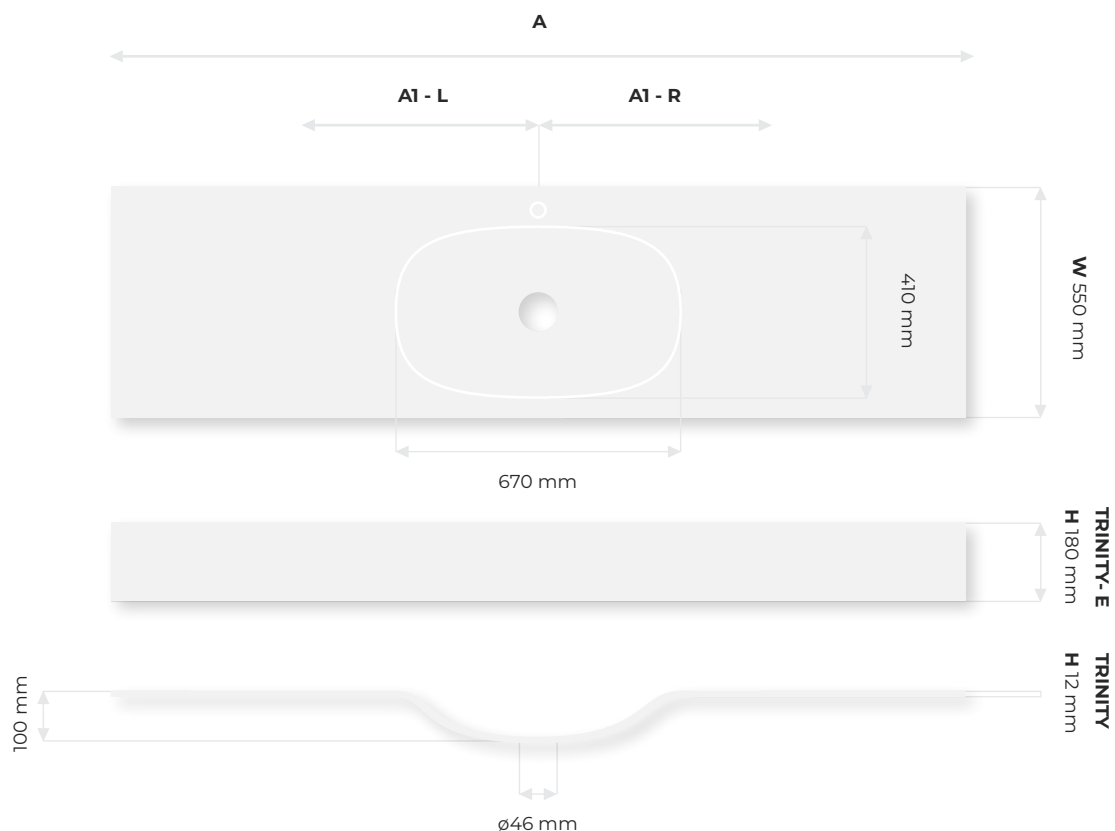 A
A1 - L
A1 - R
W 550 mm
410 mm
670 mm
TRINITY- E
H 180 mm
TRINITY
H 12 mm
100 mm
ø46 mm